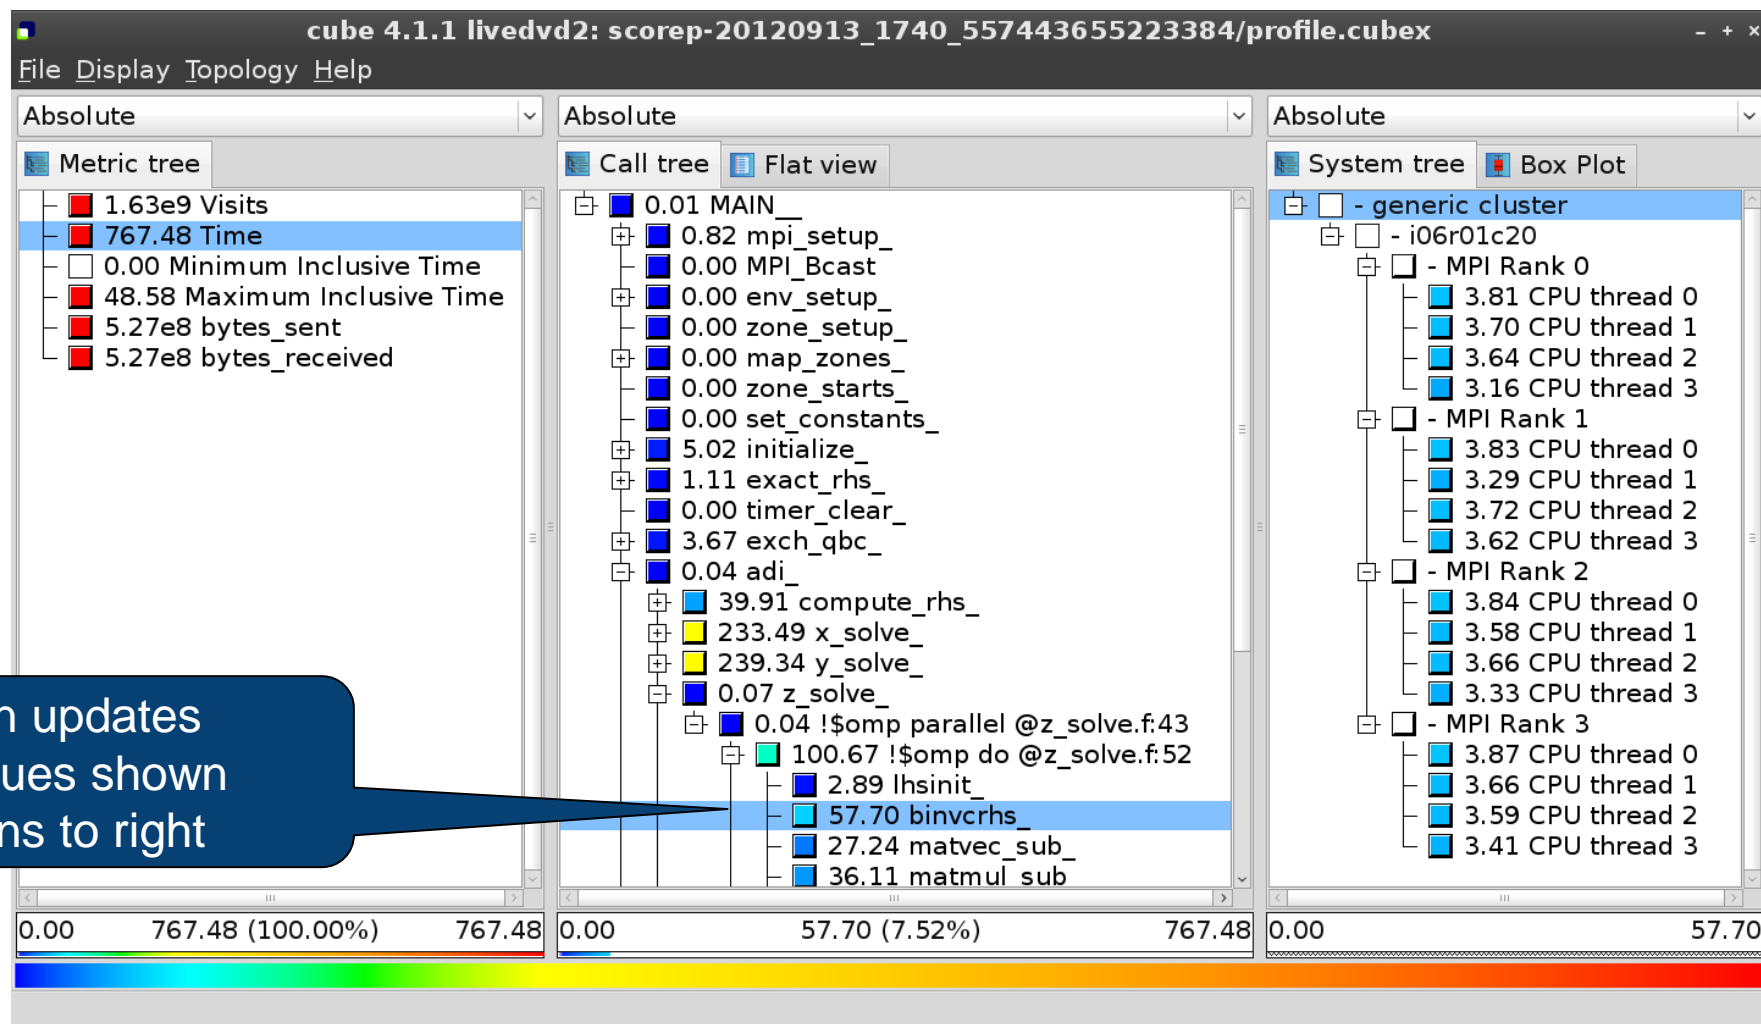 cube 4.1.1 livedvd2: scorep-20120913_1740_557443655223384/profile.cubex
File Display Topology Help
Absolute
Metric tree
1.63e9 Visits
767.48 Time
0.00 Minimum Inclusive Time
48.58 Maximum Inclusive Time
5.27e8 bytes_sent
5.27e8 bytes_received
n updates
ues shown
ns to right
0.00 767.48 (100.00%) 767.48
Absolute
Call tree Flat view
0.01 MAIN__
0.82 mpi_setup_
0.00 MPI_Bcast
0.00 env_setup_
0.00 zone_setup_
0.00 map_zones_
0.00 zone_starts_
0.00 set_constants_
5.02 initialize_
1.11 exact_rhs_
0.00 timer_clear_
3.67 exch_qbc_
0.04 adi_
39.91 compute_rhs_
233.49 x_solve_
239.34 y_solve_
0.07 z_solve_
0.04 !$omp parallel @z_solve.f:43
100.67 !$omp do @z_solve.f:52
2.89 lhsinit_
57.70 binvcrhs_
27.24 matvec_sub_
36.11 matmul_sub
0.00 57.70 (7.52%) 767.48
Absolute
System tree Box Plot
- generic cluster
- i06r01c20
- MPI Rank 0
3.81 CPU thread 0
3.70 CPU thread 1
3.64 CPU thread 2
3.16 CPU thread 3
- MPI Rank 1
3.83 CPU thread 0
3.29 CPU thread 1
3.72 CPU thread 2
3.62 CPU thread 3
- MPI Rank 2
3.84 CPU thread 0
3.58 CPU thread 1
3.66 CPU thread 2
3.33 CPU thread 3
- MPI Rank 3
3.87 CPU thread 0
3.66 CPU thread 1
3.59 CPU thread 2
3.41 CPU thread 3
0.00 57.70